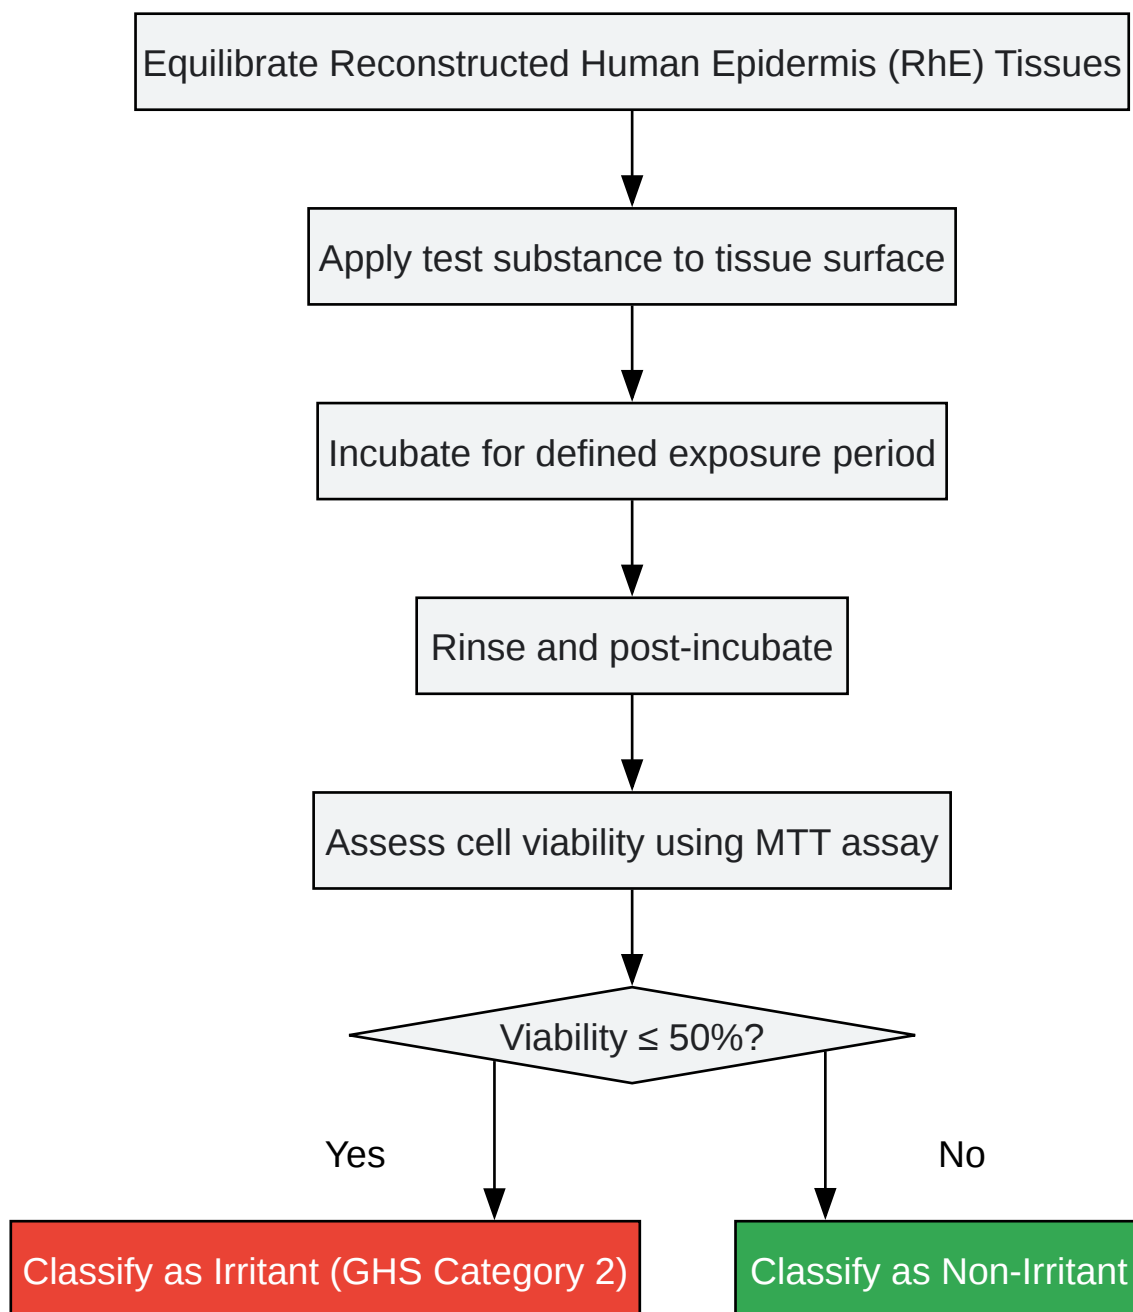 Equilibrate Reconstructed Human Epidermis (RhE) Tissues
Apply test substance to tissue surface
Incubate for defined exposure period
Rinse and post-incubate
Assess cell viability using MTT assay
Viability ≤ 50%?
Yes
No
Classify as Irritant (GHS Category 2)
Classify as Non-Irritant